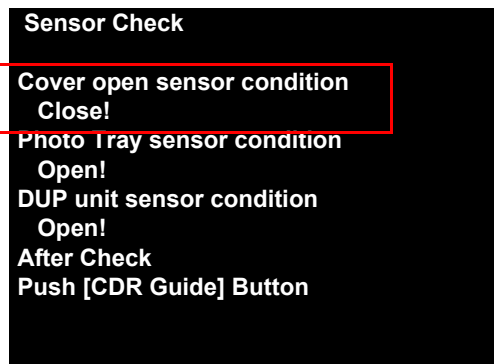 Sensor Check
Cover open sensor condition
Close!
Photo Tray sensor condition
Open!
DUP unit sensor condition
Open!
After Check
Push [CDR Guide] Button